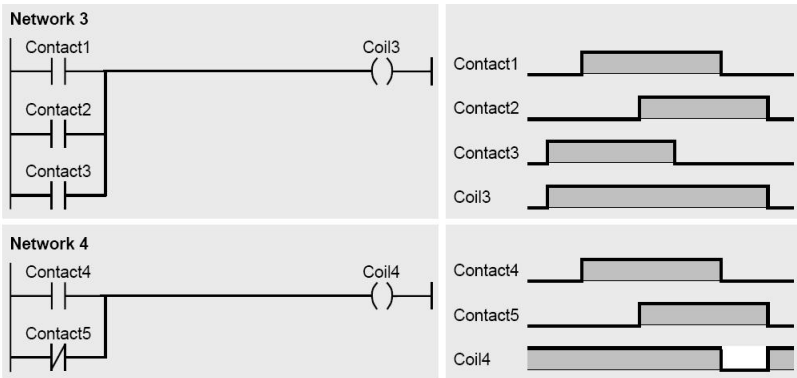 Network 3
Contact1
Coil3
Contact2
Contact3
Contact1
Contact2
Contact3
Coil3
Network 4
Contact4
Coil4
Contact5
Contact4
Contact5
Coil4